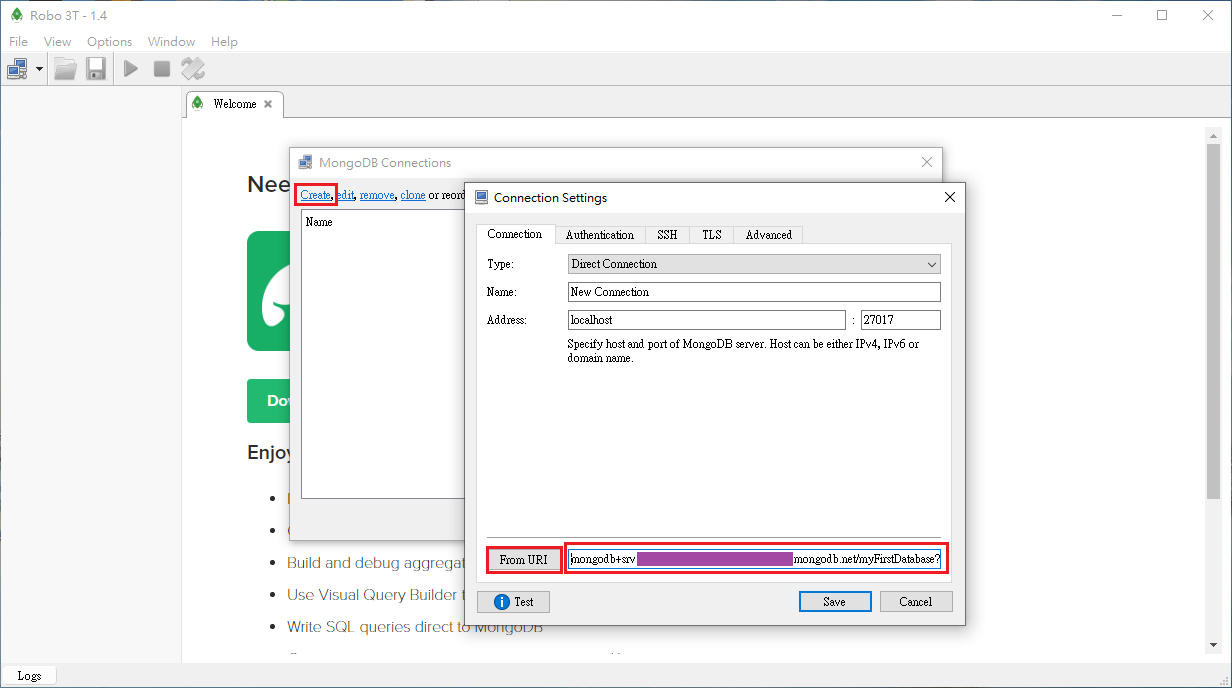 Robo 3T - 1.4
File View Options Window Help
Welcome
MongoDB Connections
Create, edit, remove, clone or reord
Name
Connection Settings
Connection Authentication SSH TLS Advanced
Type: Direct Connection
Name: New Connection
Address: localhost : 27017
Specify host and port of MongoDB server. Host can be either IPv4, IPv6 or
domain name.
From URI mongodb+srv mongodb.net/myFirstDatabase?
Test Save Cancel
Nee
Dow
Enjoy
Build and debug aggregat
Use Visual Query Builder t
Write SQL queries direct to MongoDB
Logs